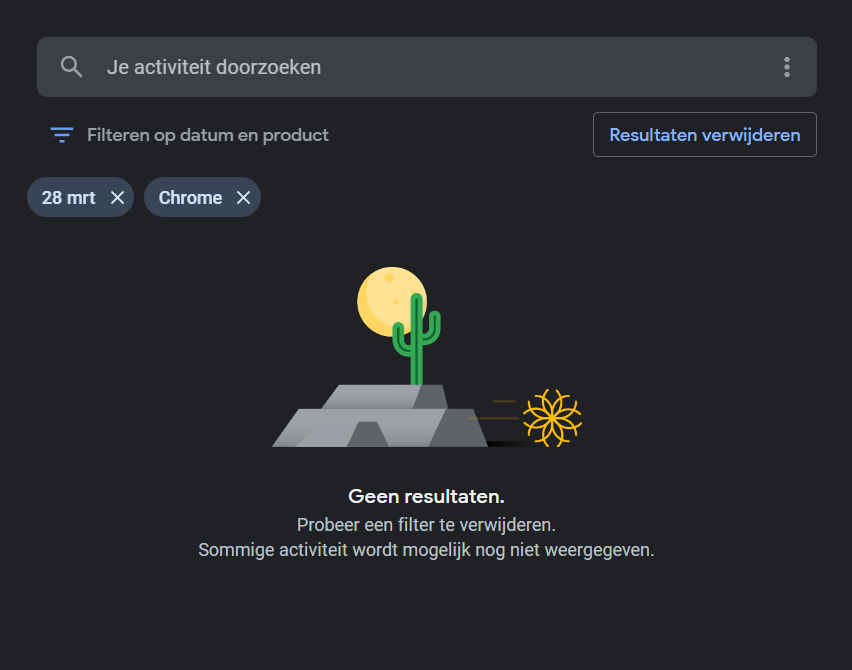 Je activiteit doorzoeken
Filteren op datum en product
Resultaten verwijderen
28 mrt
Chrome
Geen resultaten.
Probeer een filter te verwijderen.
Sommige activiteit wordt mogelijk nog niet weergegeven.